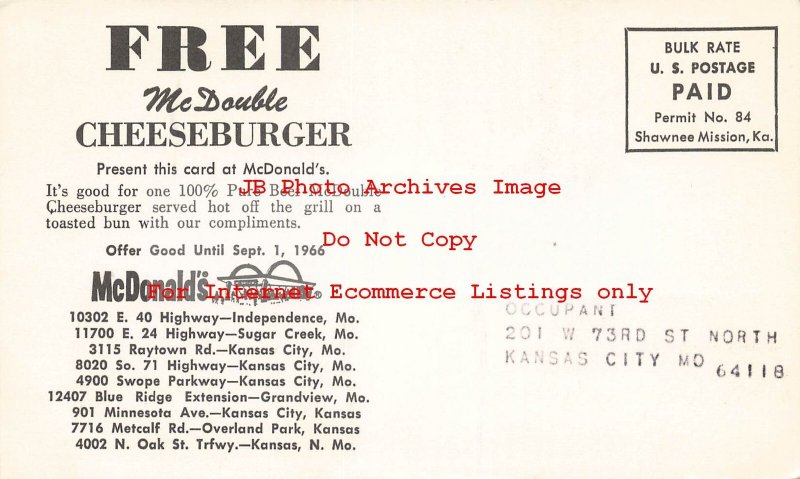 FREE
McDouble
CHEESEBURGER
Present this card at McDonald's.
It's good for one 100% Pure Beef McDouble
Cheeseburger served hot off the grill on a
toasted bun with our compliments.
Offer Good Until Sept. 1, 1966
McDonald's®
10302 E. 40 Highway—Independence, Mo.
11700 E. 24 Highway—Sugar Creek, Mo.
3115 Raytown Rd.—Kansas City, Mo.
8020 So. 71 Highway—Kansas City, Mo.
4900 Swope Parkway—Kansas City, Mo.
12407 Blue Ridge Extension—Grandview, Mo.
901 Minnesota Ave.—Kansas City, Kansas
7716 Metcalf Rd.—Overland Park, Kansas
4002 N. Oak St. Trfwy.—Kansas, N. Mo.
BULK RATE
U. S. POSTAGE
PAID
Permit No. 84
Shawnee Mission, Ka.
OCCUPANT
201 W 73RD ST NORTH
KANSAS CITY MO
64118
JB Photo Archives Image
Do Not Copy
For Internet Ecommerce Listings only